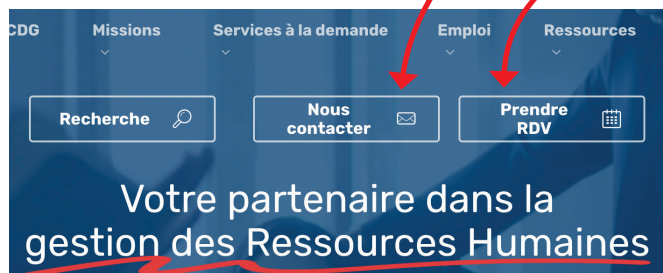 CDG Missions Services à la demande Emploi Ressources
Recherche
Nous
contacter
Prendre
RDV
Votre partenaire dans la
gestion des Ressources Humaines